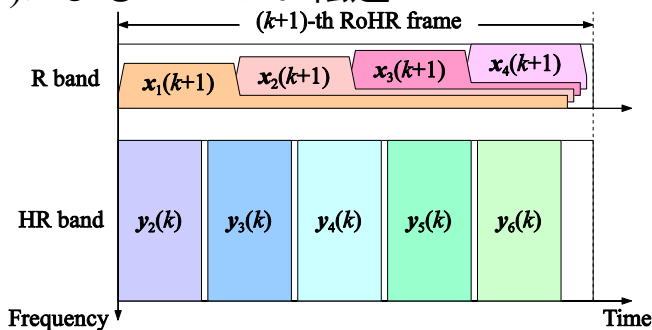 (k+1)-th RoHR frame
R band
x₁(k+1)
x₂(k+1)
x₃(k+1)
x₄(k+1)
HR band
y₂(k)
y₃(k)
y₄(k)
y₅(k)
y₆(k)
Frequency
Time